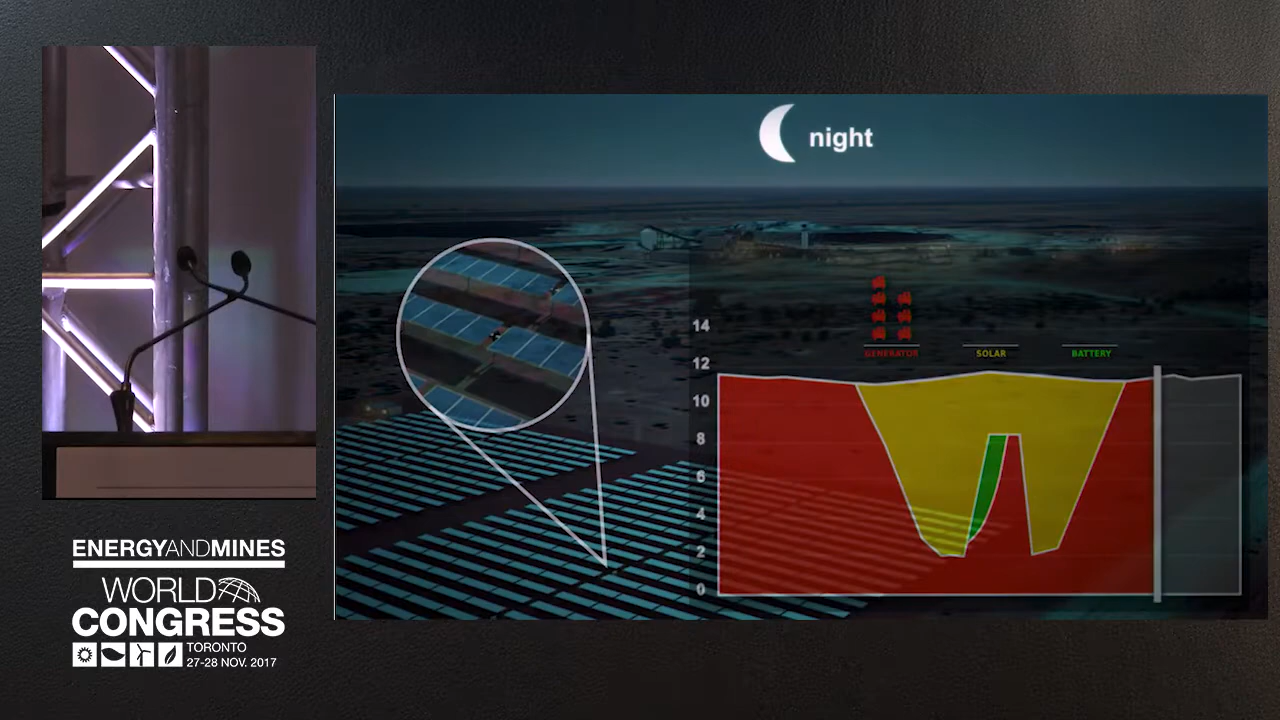 night
14
12
10
8
6
4
2
0
GENERATOR
SOLAR
BATTERY
ENERGYANDMINES
WORLD
CONGRESS
TORONTO
27-28 NOV. 2017